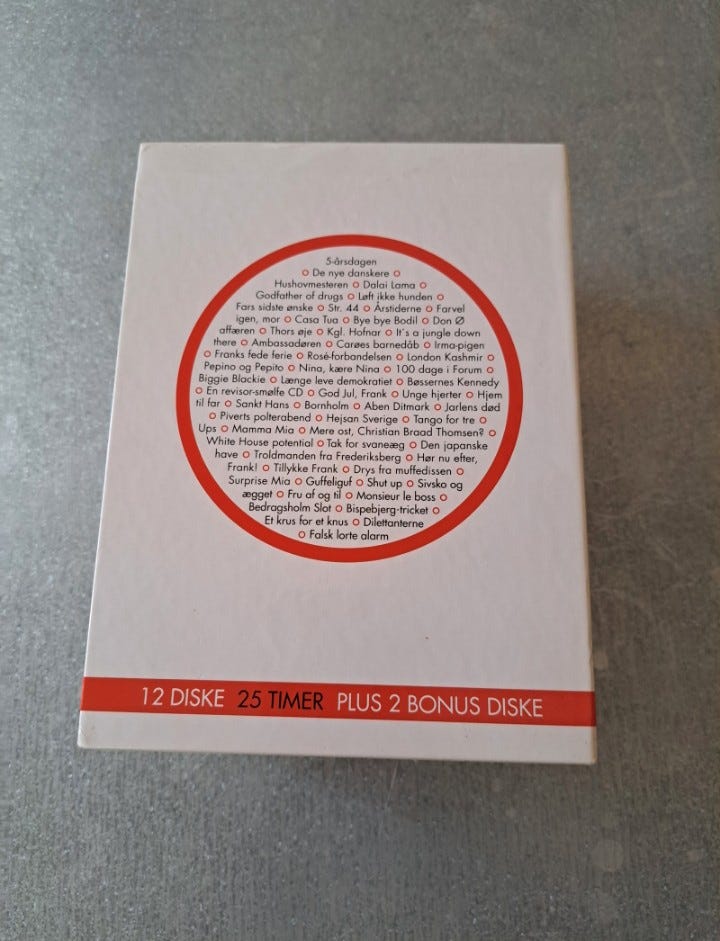 5-årsdagen
o De nye danskere o
Hushovmesteren o Dalai Lama o
Godfather of drugs o Løft ikke hunden o
Fars sidste ønske o Str. 44 o Årstiderne o Farvel
igen, mor o Casa Tua o Bye bye Bodil o Don Ø
affæren o Thors øje o Kgl. Hofnar o It´s a jungle down
there o Ambassadøren o Carøes barnedåb o Irma-pigen
o Franks fede ferie o Rosé-forbandelsen o London Kashmir o
Pepino og Pepito o Nina, kære Nina o 100 dage i Forum o
Biggie Blackie o Længe leve demokratiet o Bøssernes Kennedy
o En revisor-smølfe CD o God Jul, Frank o Unge hjerter o Hjem
til far o Sankt Hans o Bornholm o Aben Ditmark o Jarlens død
o Piverts polterabend o Hejsan Sverige o Tango for tre o
Ups o Mamma Mia o Mere ost, Christian Braad Thomsen? o
White House potential o Tak for svaneæg o Den japanske
have o Troldmanden fra Frederiksberg o Hør nu efter,
Frank! o Tillykke Frank o Drys fra muffedissen o
Surprise Mia o Guffeliguf o Shut up o Sivsko og
ægget o Fru af og til o Monsieur le boss o
Bedragsholm Slot o Bispebjerg-tricket o
Et krus for et knus o Dilettanterne
o Falsk lorte alarm
12 DISKE 25 TIMER PLUS 2 BONUS DISKE